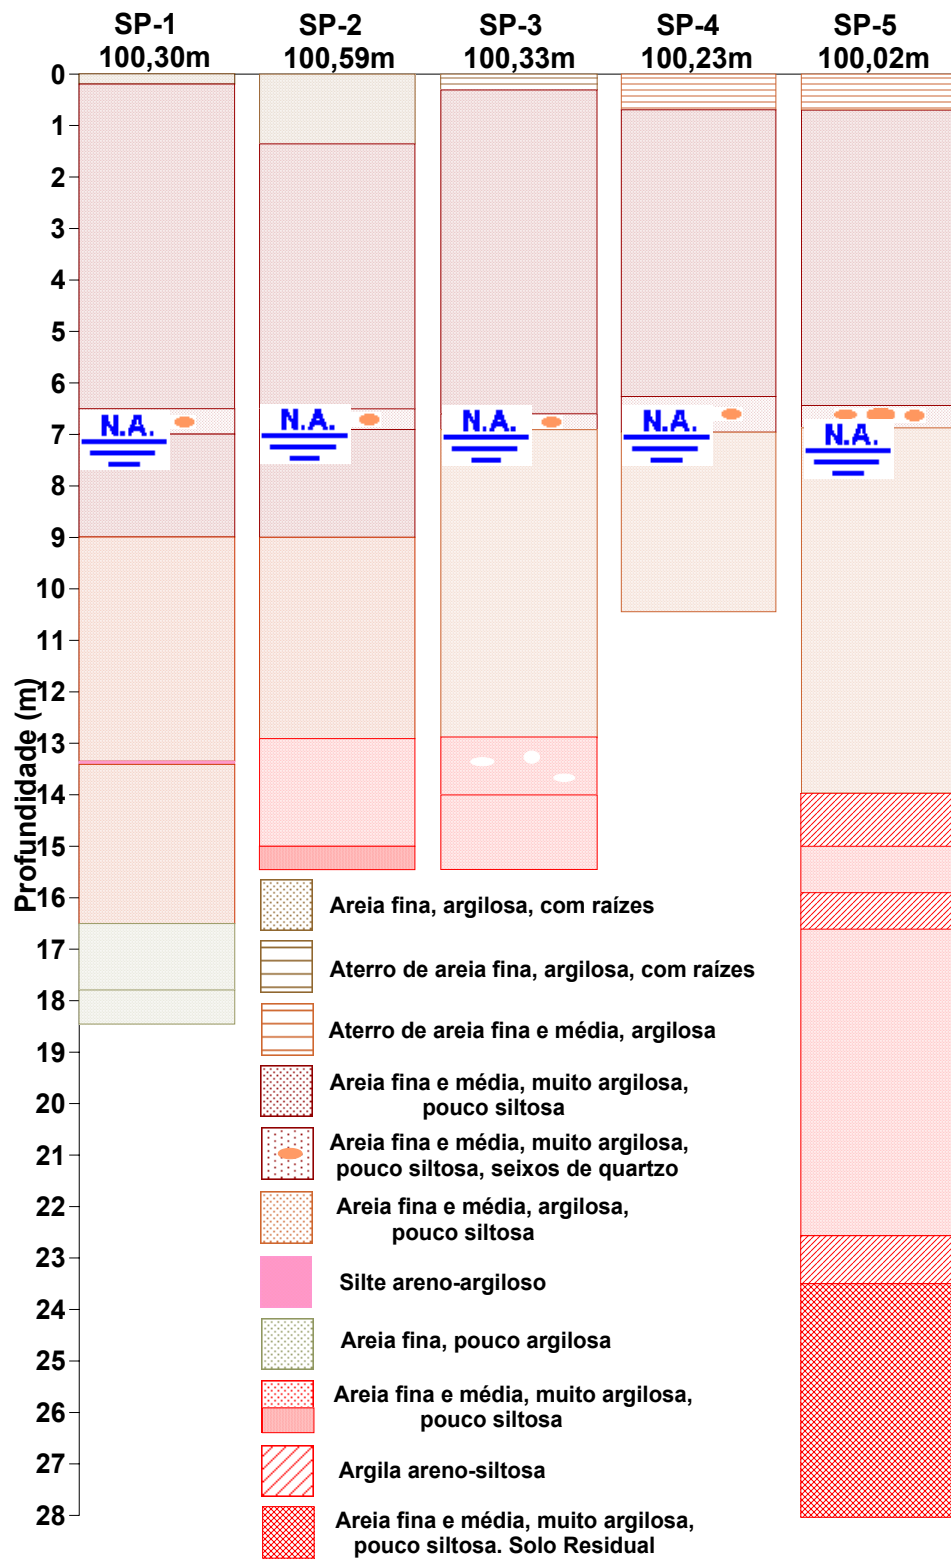 SP-1
100,30m
SP-2
100,59m
SP-3
100,33m
SP-4
100,23m
SP-5
100,02m
Profundidade (m)
0
1
2
3
4
5
6
7
8
9
10
11
12
13
14
15
16
17
18
19
20
21
22
23
24
25
26
27
28
N.A.
N.A.
N.A.
N.A.
N.A.
Areia fina, argilosa, com raízes
Aterro de areia fina, argilosa, com raízes
Aterro de areia fina e média, argilosa
Areia fina e média, muito argilosa,
pouco siltosa
Areia fina e média, muito argilosa,
pouco siltosa, seixos de quartzo
Areia fina e média, argilosa,
pouco siltosa
Silte areno-argiloso
Areia fina, pouco argilosa
Areia fina e média, muito argilosa,
pouco siltosa
Argila areno-siltosa
Areia fina e média, muito argilosa,
pouco siltosa. Solo Residual